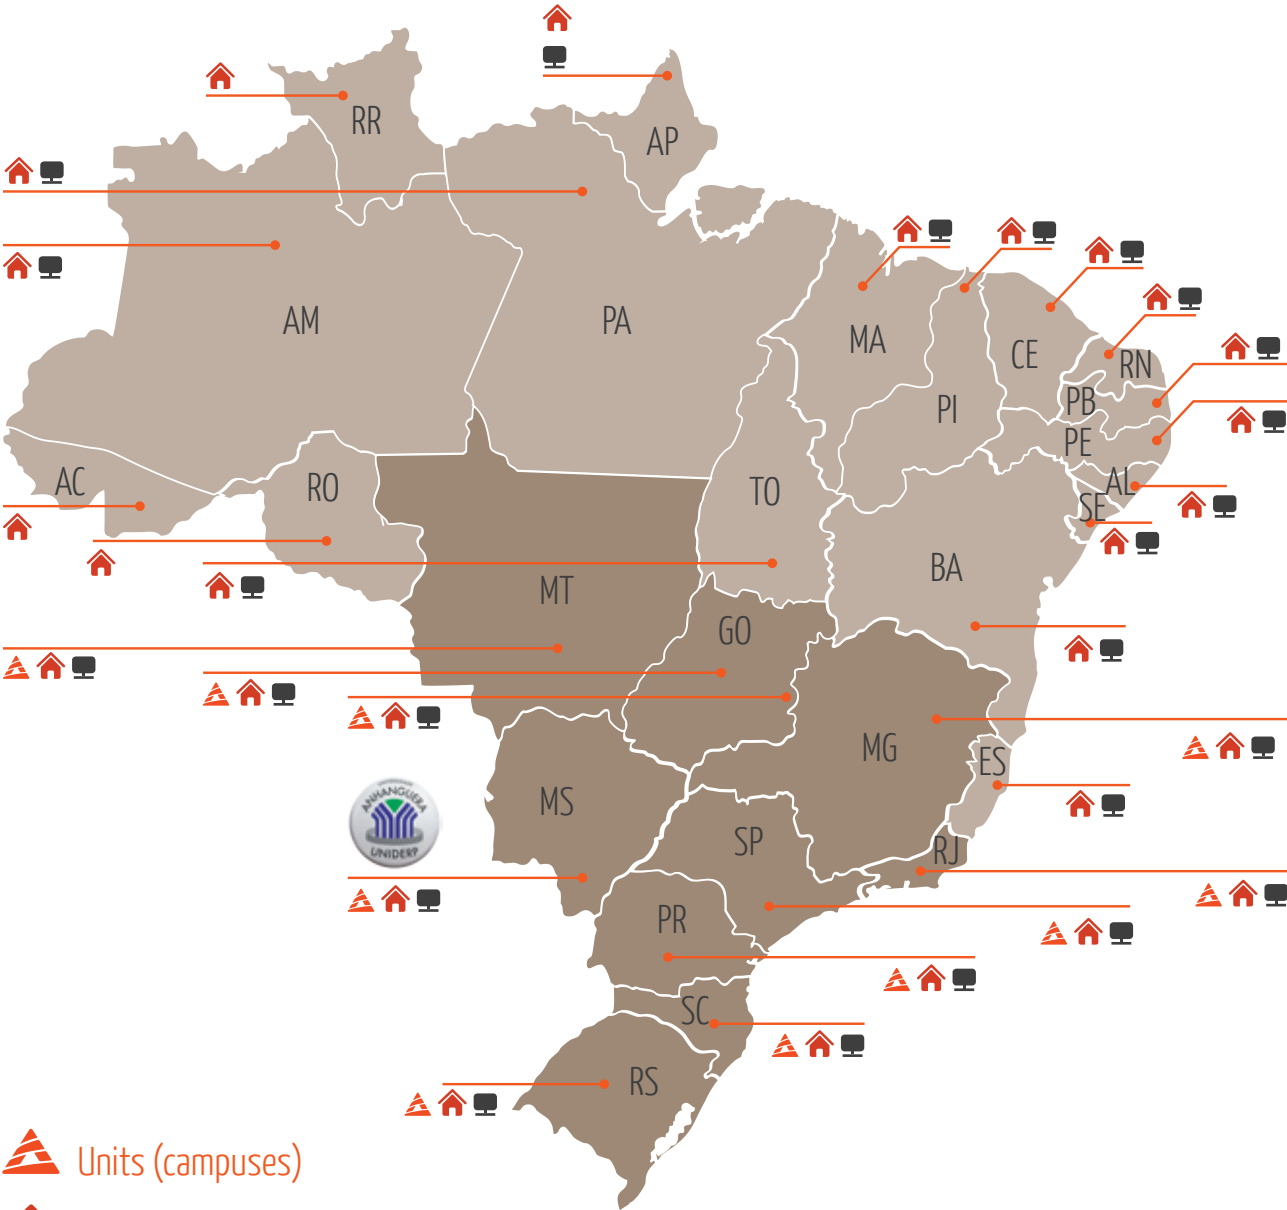 RR
AP
AM
PA
MA
CE
RN
PI
PB
PE
AC
RO
TO
AL
SE
BA
MT
GO
MG
ES
MS
ANHANGUERA
UNIDERP
SP
RJ
PR
SC
RS
Units (campuses)